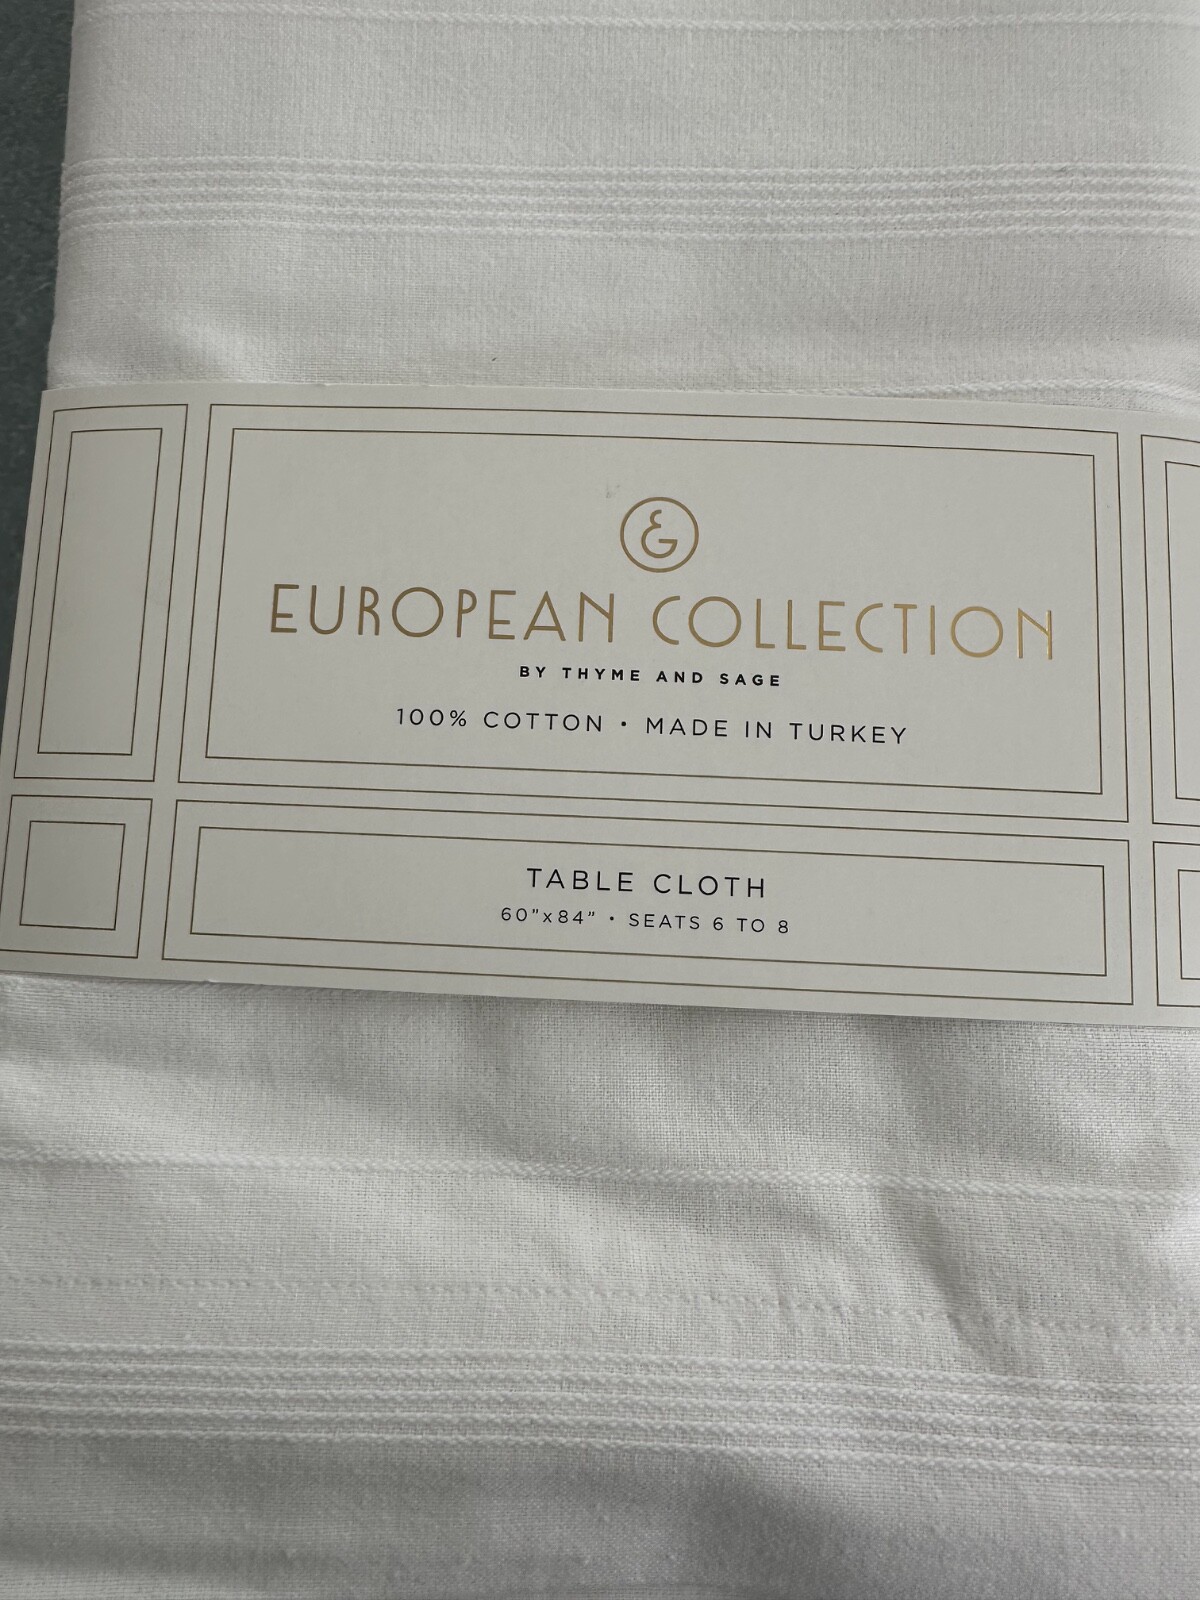 &
EUROPEAN COLLECTION
BY THYME AND SAGE
100% COTTON • MADE IN TURKEY
TABLE CLOTH
60”x84” • SEATS 6 TO 8